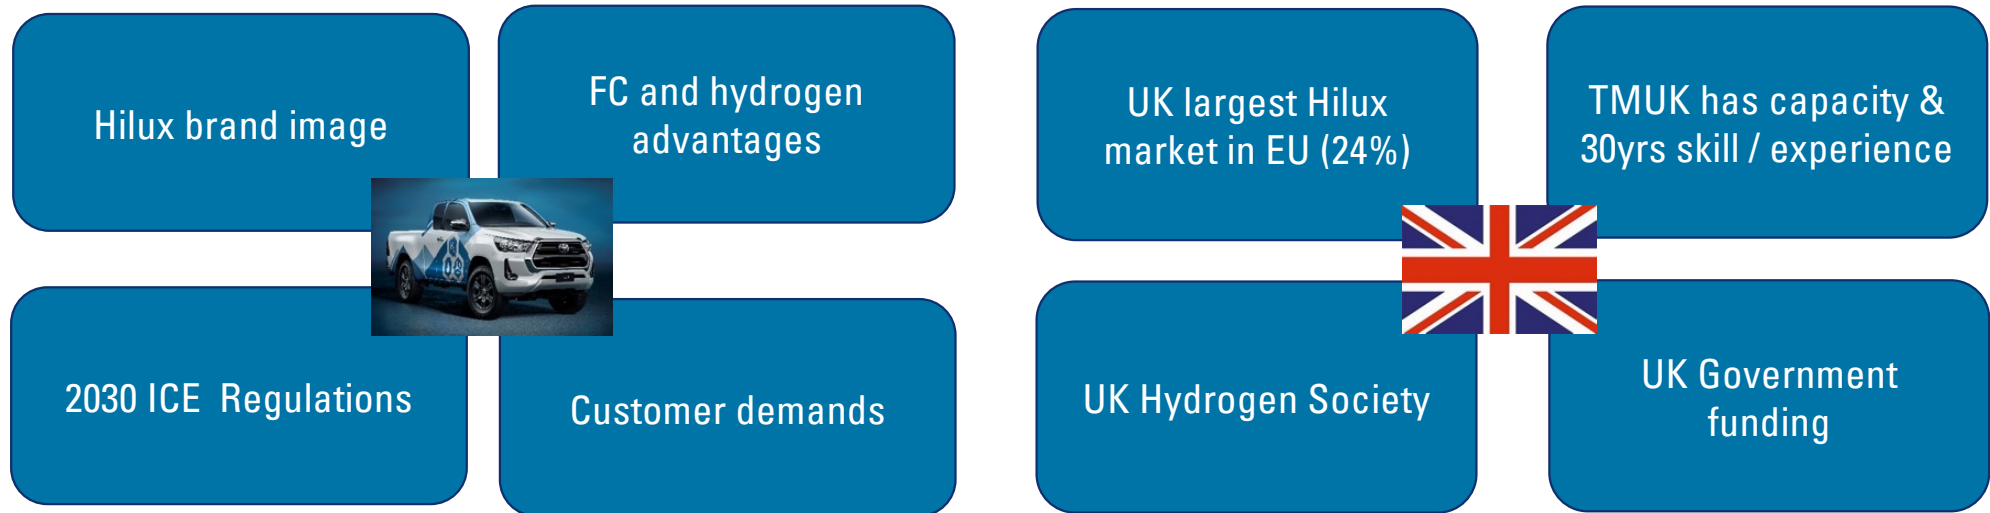 Hilux brand image
FC and hydrogen
advantages
2030 ICE  Regulations
Customer demands
UK largest Hilux
market in EU (24%)
TMUK has capacity &
30yrs skill / experience
UK Hydrogen Society
UK Government
funding